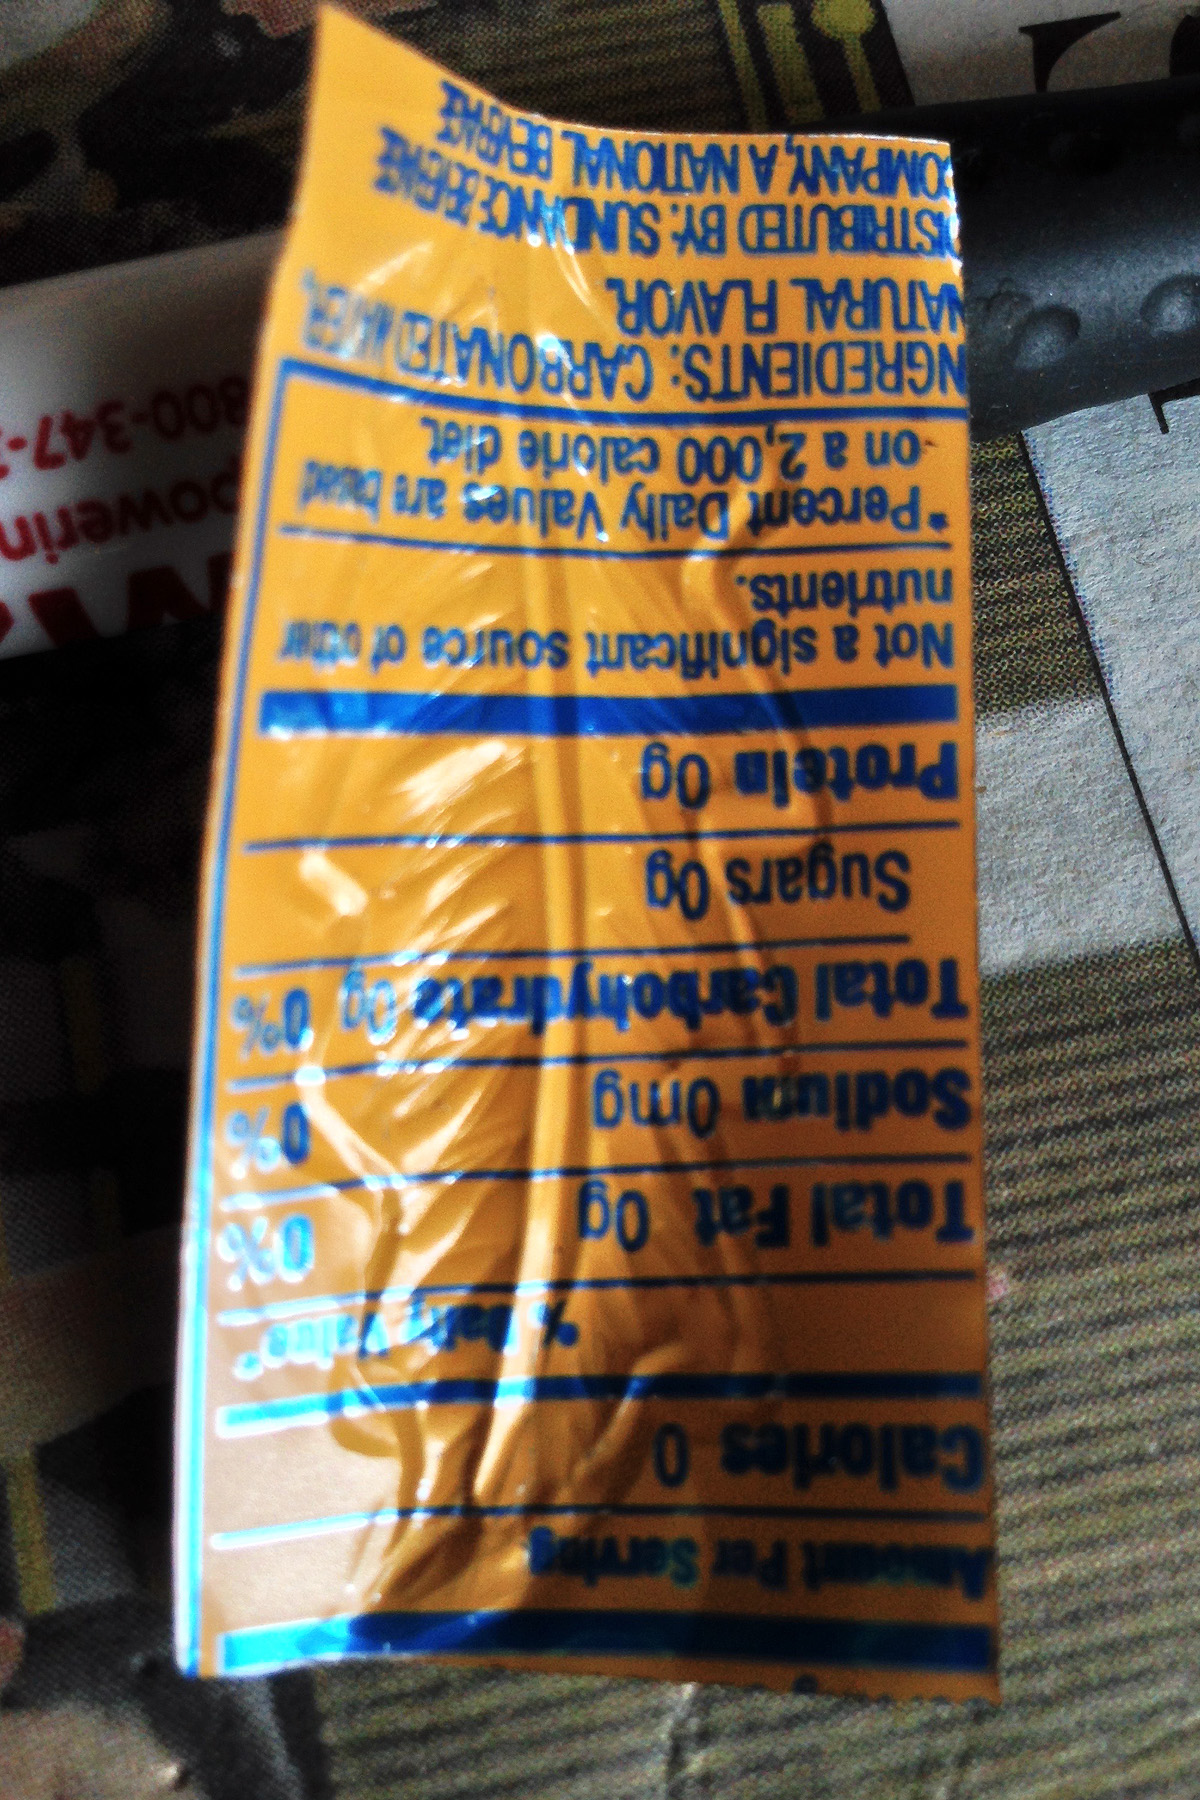 Amount Per Serving
Calories 0
% Daily Value*
Total Fat 0g 0%
Sodium 0mg 0%
Total Carbohydrate 0g 0%
Sugars 0g
Protein 0g
Not a significant source of other
nutrients.
*Percent Daily Values are based
on a 2,000 calorie diet.
NGREDIENTS: CARBONATED WATER,
NATURAL FLAVOR.
DISTRIBUTED BY: SUNDANCE BEVERAGE
COMPANY, A NATIONAL BEVERAGE
800-347-
powerin